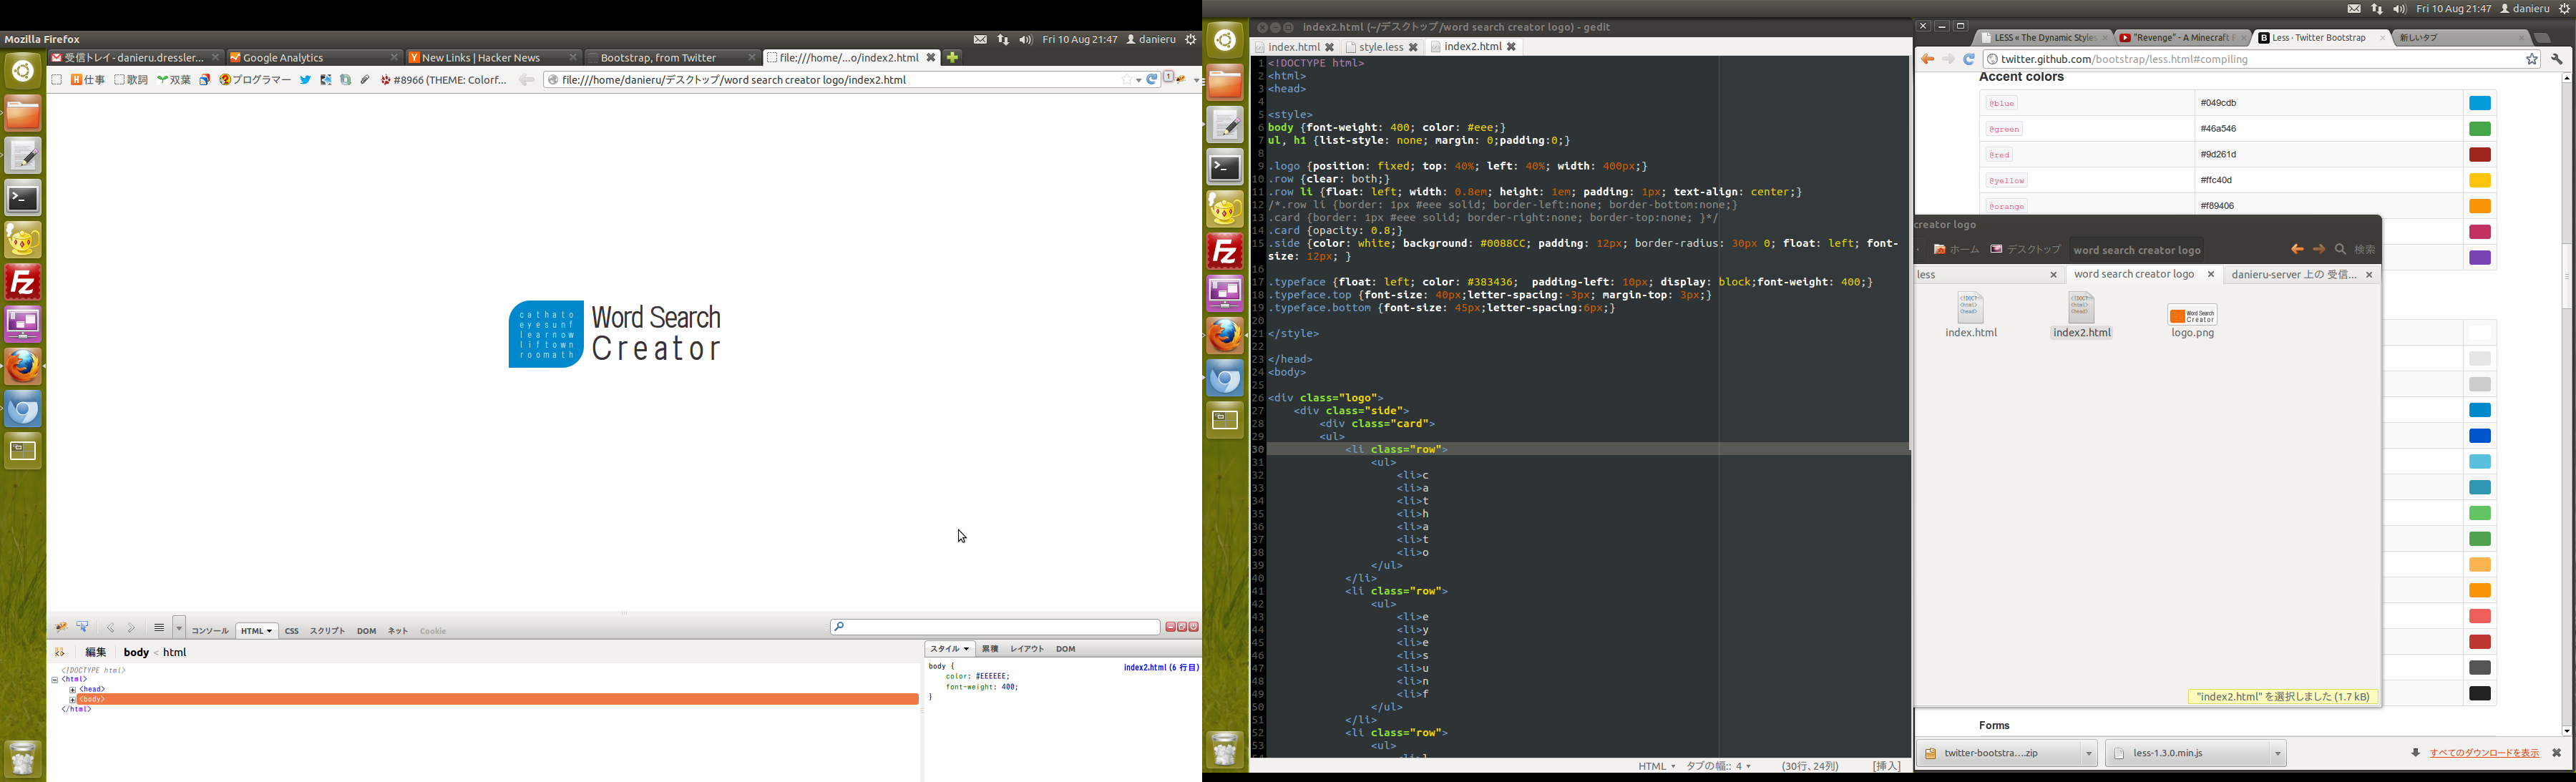 Mozilla Firefox
Fri 10 Aug 21:47 danieru
受信トレイ - danieru.dressler...
Google Analytics
New Links | Hacker News
Bootstrap, from Twitter
file:///home/...o/index2.html
仕事
歌詞
双葉
プログラマー
#8966 (THEME: Colorf...
file:///home/danieru/デスクトップ/word search creator logo/index2.html
1
c a t h a t o
e y e s u n f
l e a r n o w
l i f t o w n
r o o m a t h
Word Search
Creator
コンソール HTML CSS スクリプト DOM ネット Cookie
編集 body < html
<!DOCTYPE html>
<html>
<head>
<body>
</html>
スタイル 累積 レイアウト DOM
body {
index2.html (6 行目)
color: #EEEEEE;
font-weight: 400;
}
Fri 10 Aug 21:47 danieru
index2.html (~/デスクトップ/word search creator logo) - gedit
index.html
style.less
index2.html
1 <!DOCTYPE html>
2 <html>
3 <head>
4
5 <style>
6 body {font-weight: 400; color: #eee;}
7 ul, h1 {list-style: none; margin: 0;padding:0;}
8
9 .logo {position: fixed; top: 40%; left: 40%; width: 400px;}
10 .row {clear: both;}
11 .row li {float: left; width: 0.8em; height: 1em; padding: 1px; text-align: center;}
12 /*.row li {border: 1px #eee solid; border-left:none; border-bottom:none;}
13 .card {border: 1px #eee solid; border-right:none; border-top:none; }*/
14 .card {opacity: 0.8;}
15 .side {color: white; background: #0088CC; padding: 12px; border-radius: 30px 0; float: left; font-
size: 12px; }
16
17 .typeface {float: left; color: #383436;  padding-left: 10px; display: block;font-weight: 400;}
18 .typeface.top {font-size: 40px;letter-spacing:-3px; margin-top: 3px;}
19 .typeface.bottom {font-size: 45px;letter-spacing:6px;}
20
21 </style>
22
23 </head>
24 <body>
25
26 <div class="logo">
27 <div class="side">
28 <div class="card">
29 <ul>
30 <li class="row">
31 <ul>
32 <li>c
33 <li>a
34 <li>t
35 <li>h
36 <li>a
37 <li>t
38 <li>o
39 </ul>
40 </li>
41 <li class="row">
42 <ul>
43 <li>e
44 <li>y
45 <li>e
46 <li>s
47 <li>u
48 <li>n
49 <li>f
50 </ul>
51 </li>
52 <li class="row">
53 <ul>
HTML タブの幅: 4 (30行、24列) [挿入]
LESS « The Dynamic Styles
"Revenge" - A Minecraft
Less · Twitter Bootstrap
新しいタブ
twitter.github.com/bootstrap/less.html#compiling
Accent colors
@blue #049cdb
@green #46a546
@red #9d261d
@yellow #ffc40d
@orange #f89406
creator logo
ホーム デスクトップ word search creator logo 検索
less
word search creator logo
danieru-server 上の 受信...
index.html
index2.html
logo.png
"index2.html" を選択しました (1.7 kB)
Forms
twitter-bootstra....zip
less-1.3.0.min.js
すべてのダウンロードを表示